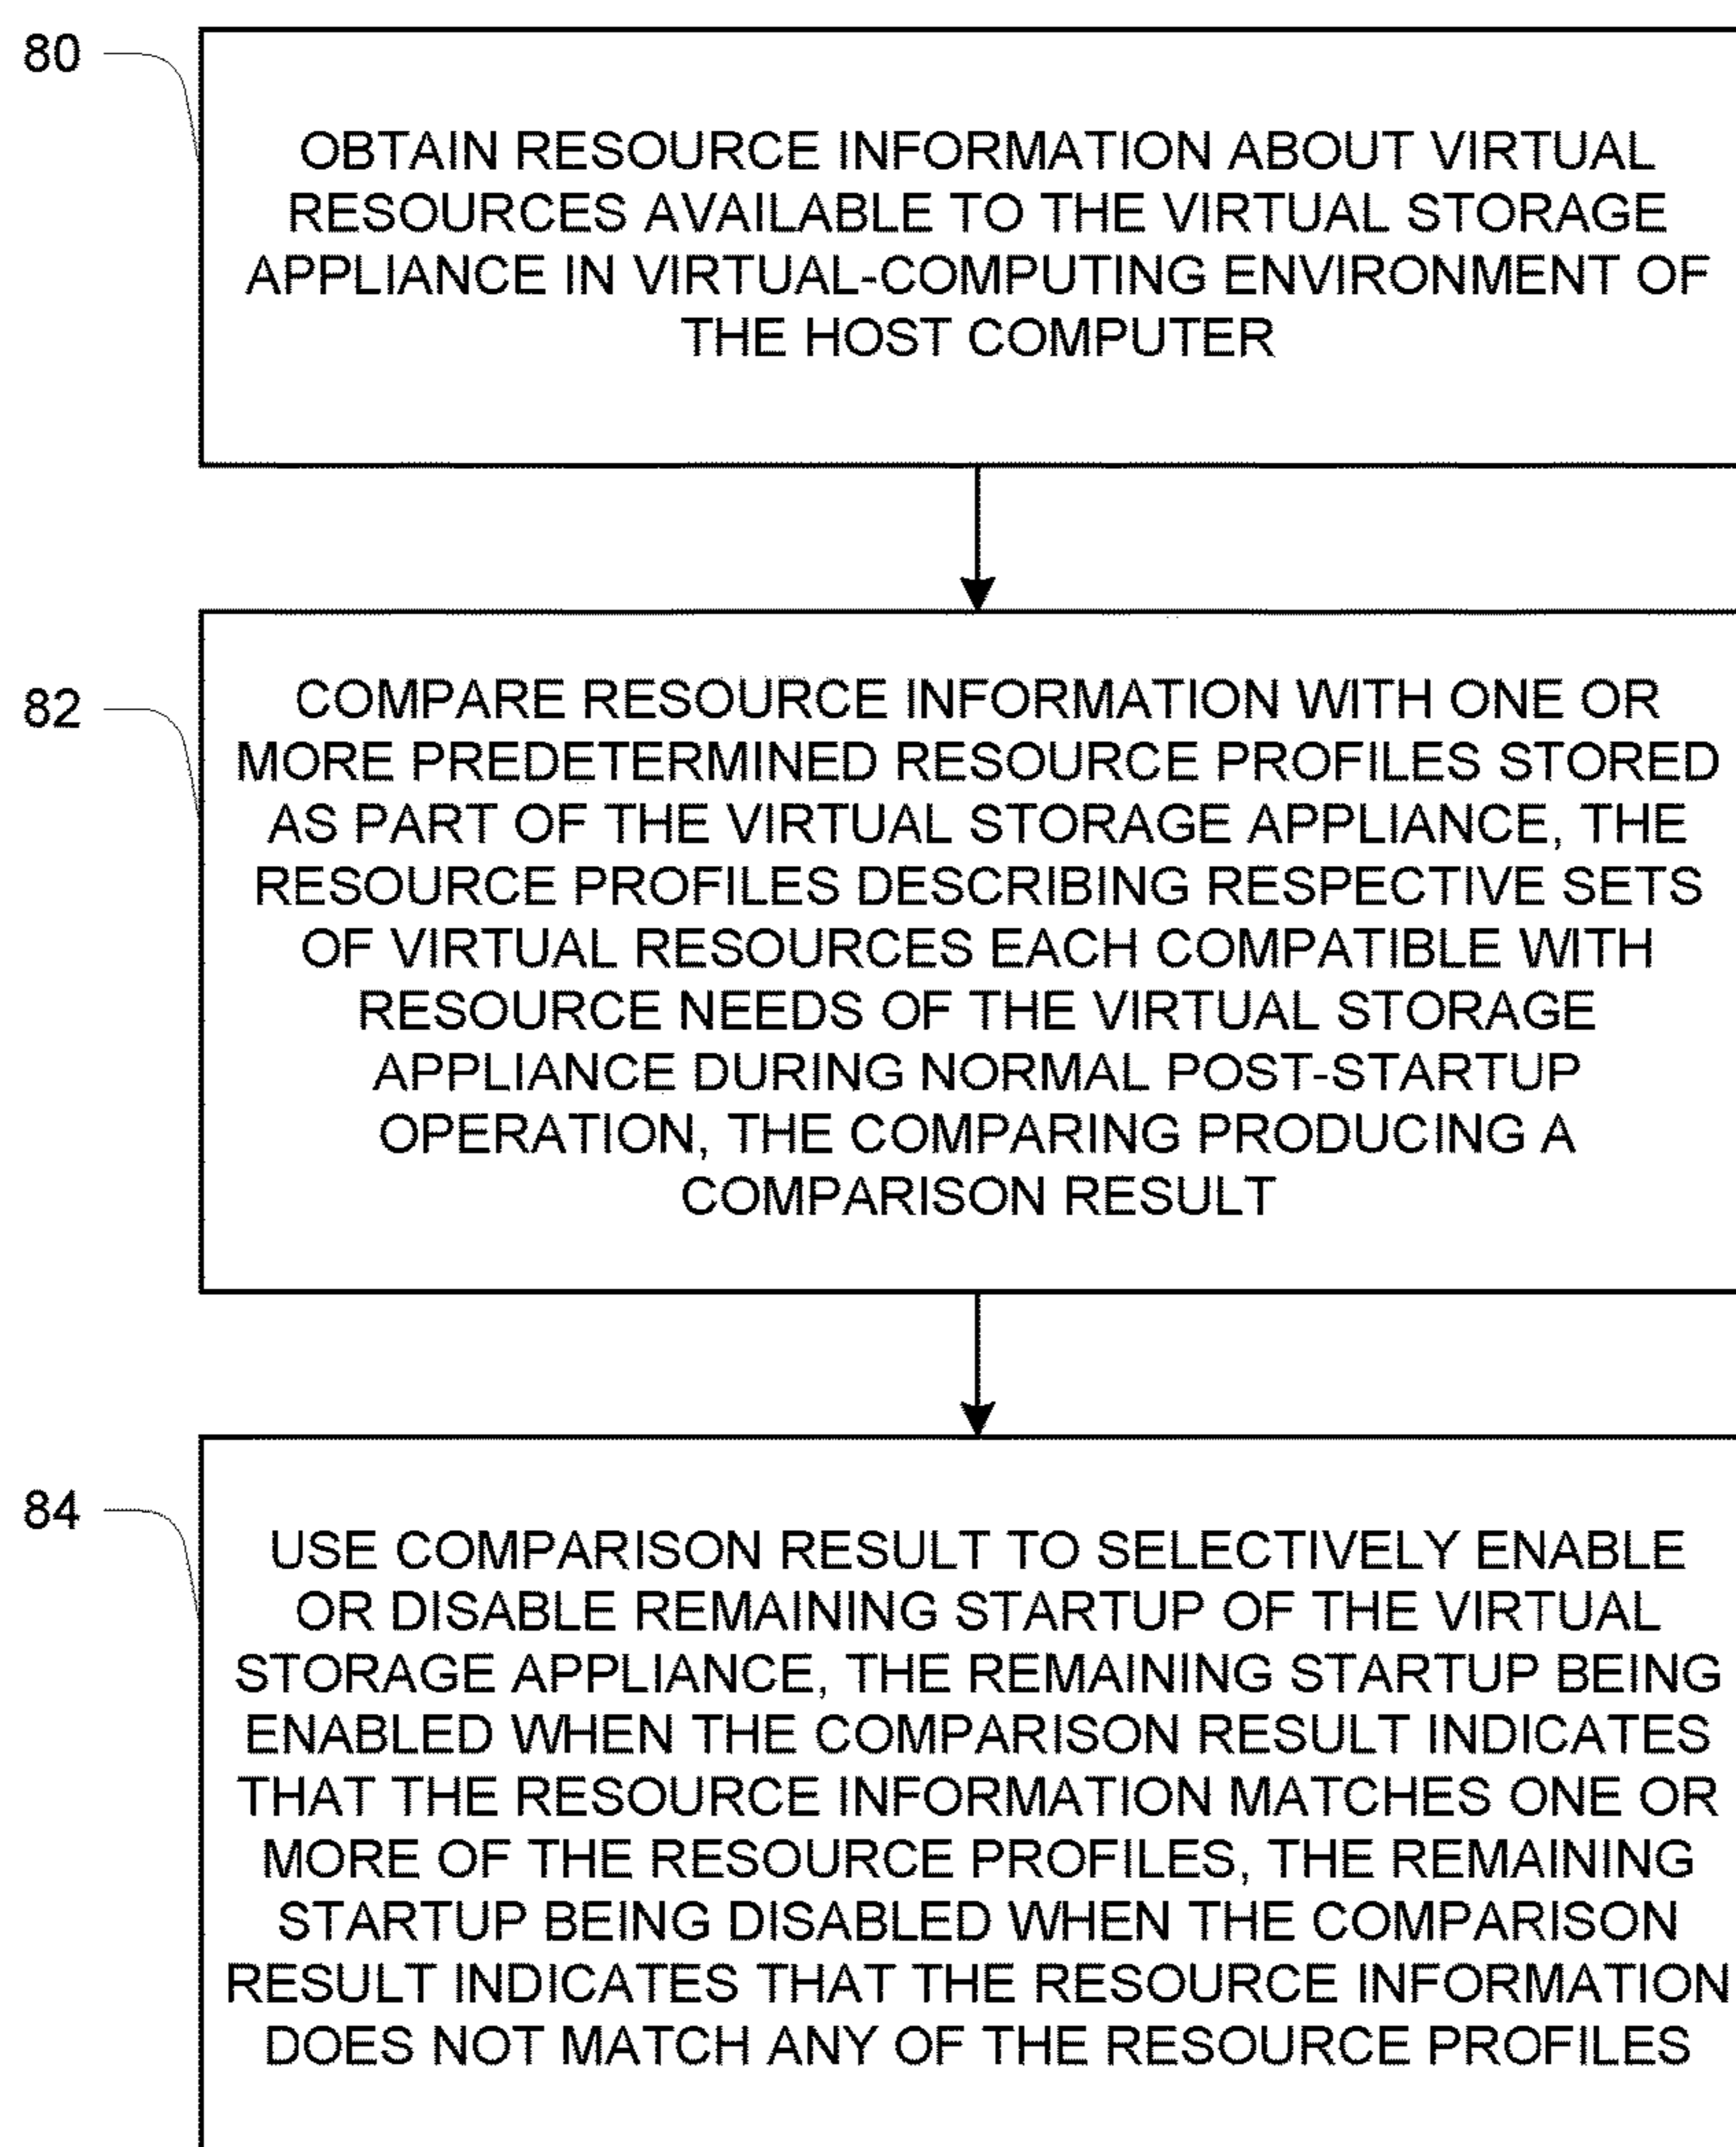 80
OBTAIN RESOURCE INFORMATION ABOUT VIRTUAL
RESOURCES AVAILABLE TO THE VIRTUAL STORAGE
APPLIANCE IN VIRTUAL-COMPUTING ENVIRONMENT OF
THE HOST COMPUTER
82
COMPARE RESOURCE INFORMATION WITH ONE OR
MORE PREDETERMINED RESOURCE PROFILES STORED
AS PART OF THE VIRTUAL STORAGE APPLIANCE, THE
RESOURCE PROFILES DESCRIBING RESPECTIVE SETS
OF VIRTUAL RESOURCES EACH COMPATIBLE WITH
RESOURCE NEEDS OF THE VIRTUAL STORAGE
APPLIANCE DURING NORMAL POST-STARTUP
OPERATION, THE COMPARING PRODUCING A
COMPARISON RESULT
84
USE COMPARISON RESULT TO SELECTIVELY ENABLE
OR DISABLE REMAINING STARTUP OF THE VIRTUAL
STORAGE APPLIANCE, THE REMAINING STARTUP BEING
ENABLED WHEN THE COMPARISON RESULT INDICATES
THAT THE RESOURCE INFORMATION MATCHES ONE OR
MORE OF THE RESOURCE PROFILES, THE REMAINING
STARTUP BEING DISABLED WHEN THE COMPARISON
RESULT INDICATES THAT THE RESOURCE INFORMATION
DOES NOT MATCH ANY OF THE RESOURCE PROFILES